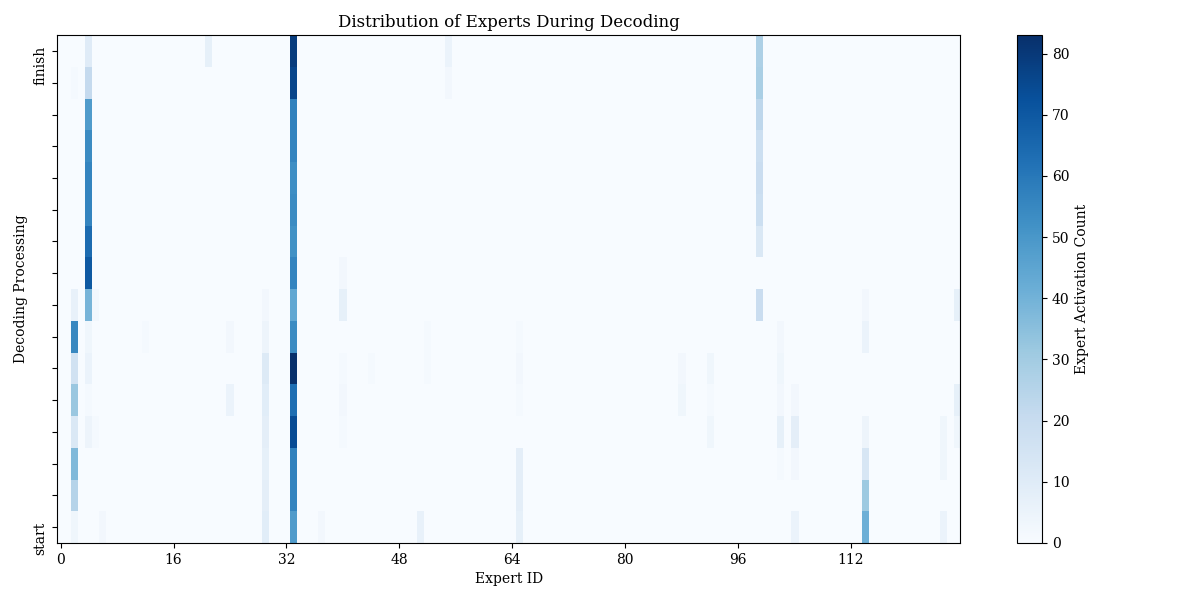 Distribution of Experts During Decoding
finish
Decoding Processing
start
0 16 32 48 64 80 96 112
Expert ID
80
70
60
50
40
30
20
10
0
Expert Activation Count